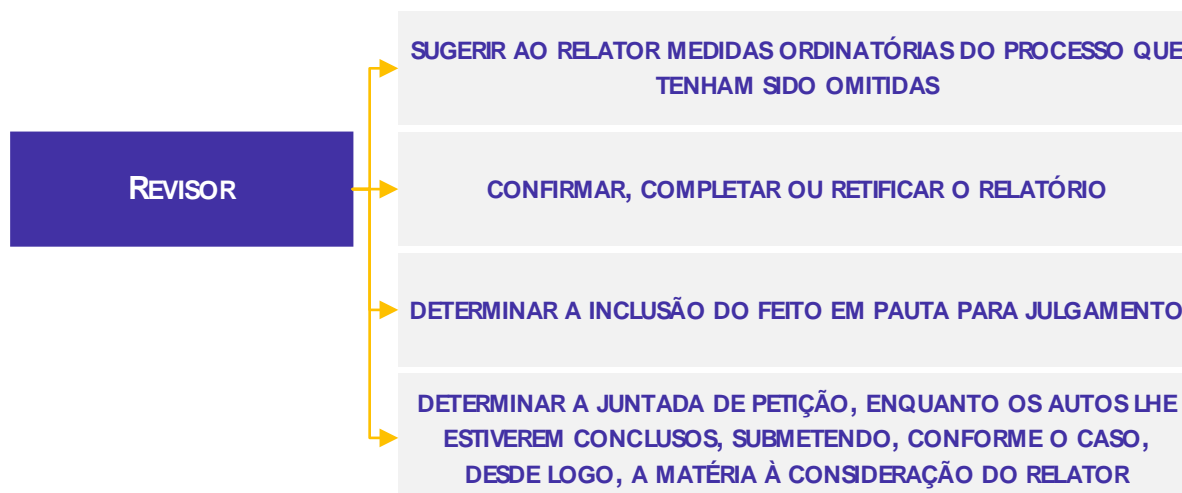 SUGERIR AO RELATOR MEDIDAS ORDINATÓRIAS DO PROCESSO QUE
TENHAM SIDO OMITIDAS
REVISOR
CONFIRMAR, COMPLETAR OU RETIFICAR O RELATÓRIO
DETERMINAR A INCLUSÃO DO FEITO EM PAUTA PARA JULGAMENTO
DETERMINAR A JUNTADA DE PETIÇÃO, ENQUANTO OS AUTOS LHE
ESTIVEREM CONCLUSOS, SUBMETENDO, CONFORME O CASO,
DESDE LOGO, A MATÉRIA À CONSIDERAÇÃO DO RELATOR